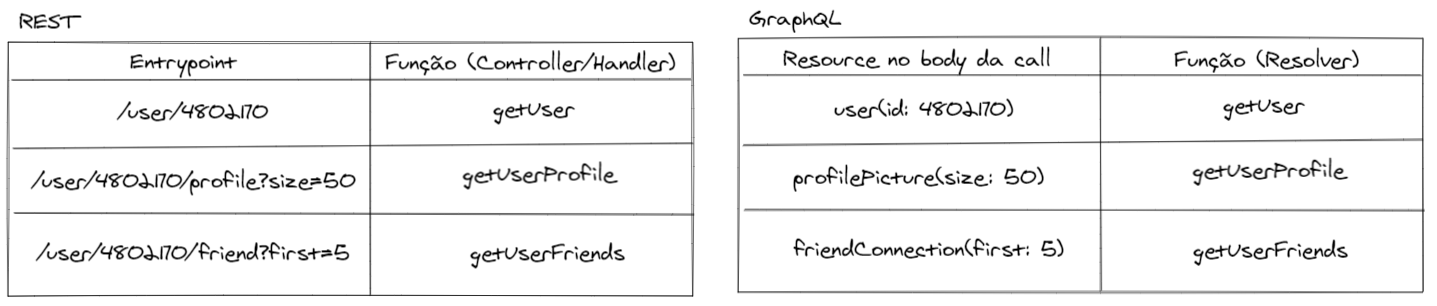 REST
Entrypoint
Função (Controller/Handler)
/user/4802170
getUser
/user/4802170/profile?size=50
getUserProfile
/user/4802170/friend?first=5
getUserFriends
GraphQL
Resource no body da call
Função (Resolver)
user(id: 4802170)
getUser
profilePicture(size: 50)
getUserProfile
friendConnection(first: 5)
getUserFriends